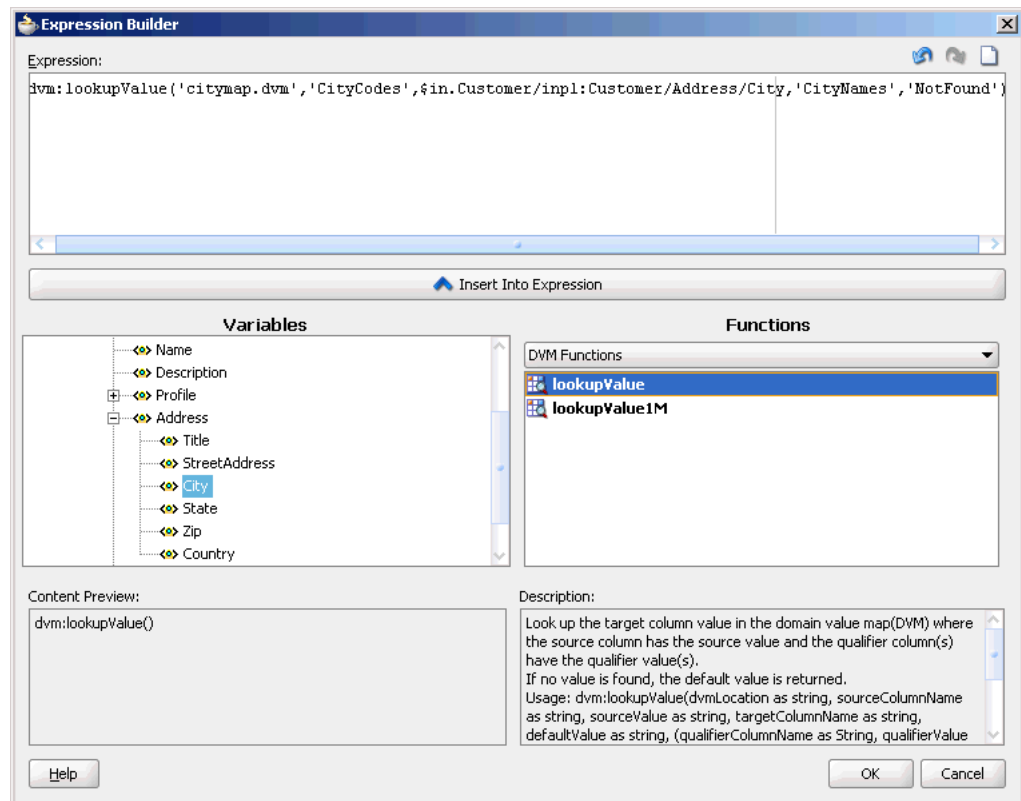 Expression Builder
Expression:
dvm:lookupValue('citymap.dvm','CityCodes',$in.Customer/inp1:Customer/Address/City,'CityNames','NotFound')
Insert Into Expression
Variables
Name
Description
Profile
Address
Title
StreetAddress
City
State
Zip
Country
Functions
DVM Functions
lookupValue
lookupValue1M
Content Preview:
dvm:lookupValue()
Description:
Look up the target column value in the domain value map(DVM) where
the source column has the source value and the qualifier column(s)
have the qualifier value(s).
If no value is found, the default value is returned.
Usage: dvm:lookupValue(dvmLocation as string, sourceColumnName
as string, sourceValue as string, targetColumnName as string,
defaultValue as string, (qualifierColumnName as String, qualifierValue
Help
OK
Cancel